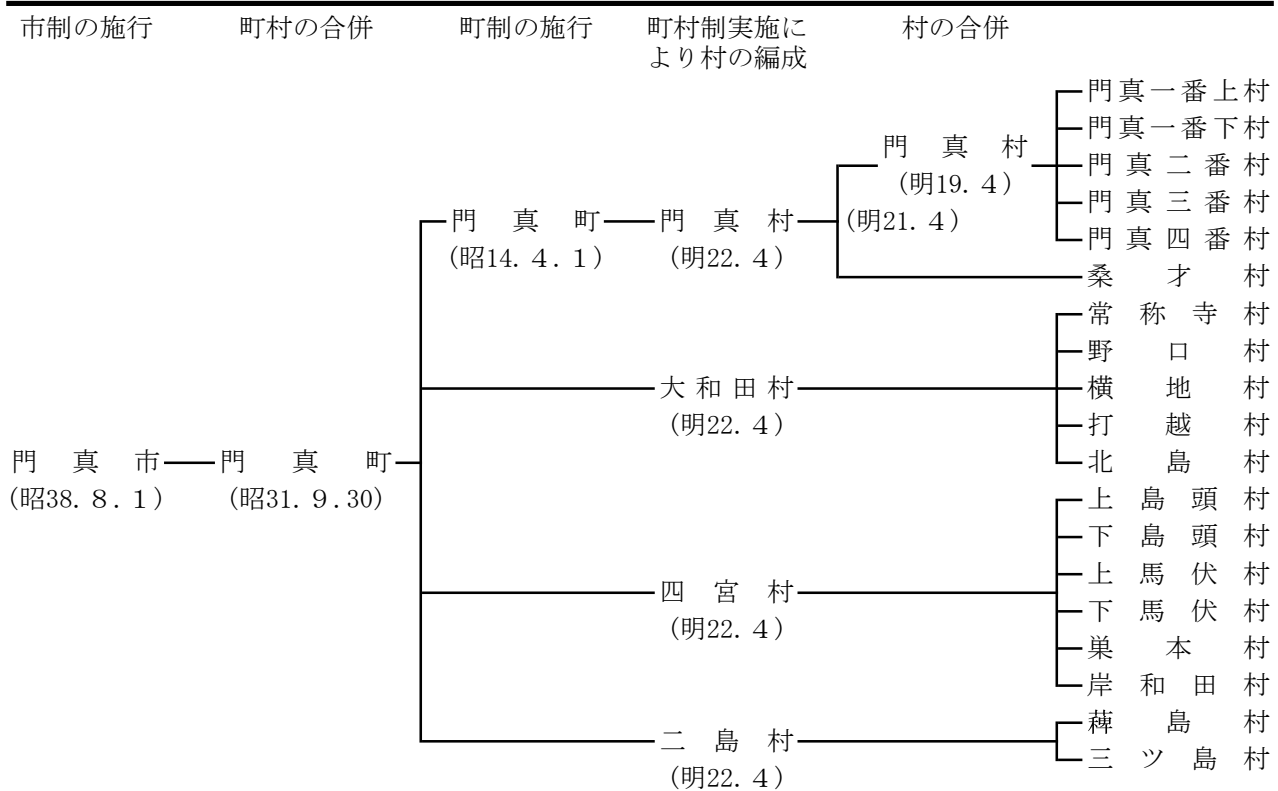 市制の施行　町村の合併　町制の施行　町村制実施に　村の合併
より村の編成
門真一番上村
門真一番下村
門真村
門真二番村
(明19.４)
門真三番村
門真町　門真村　(明21.４)
門真四番村
(昭14.４.１)　(明22.４)
桑才村
常称寺村
野口村
大和田村　横地村
(明22.４)　打越村
門真市　門真町　北島村
(昭38.８.１)　(昭31.９.30)　上島頭村
下島頭村
上馬伏村
四宮村
下馬伏村
(明22.４)
巣本村
岸和田村
薭島村
二島村
三ツ島村
(明22.４)